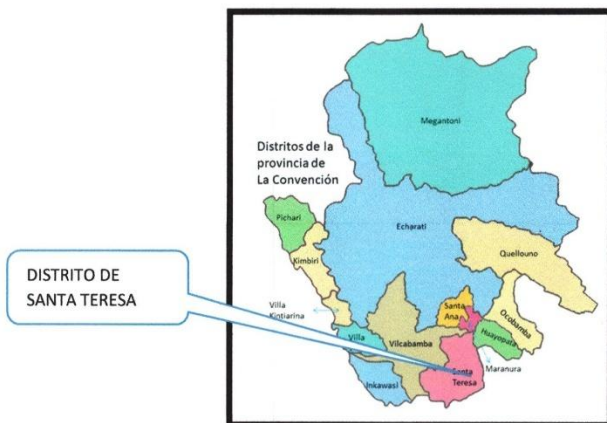 Megantoni
Distritos de la
provincia de
La Convención
Pichari
Echarati
Kimbiri
Quellouno
DISTRITO DE
SANTA TERESA
Villa
Kintiarina
Santa
Ana
Ocobamba
Villa
Vilcabamba
Huayopata
Maranura
Inkawasi
Santa
Teresa